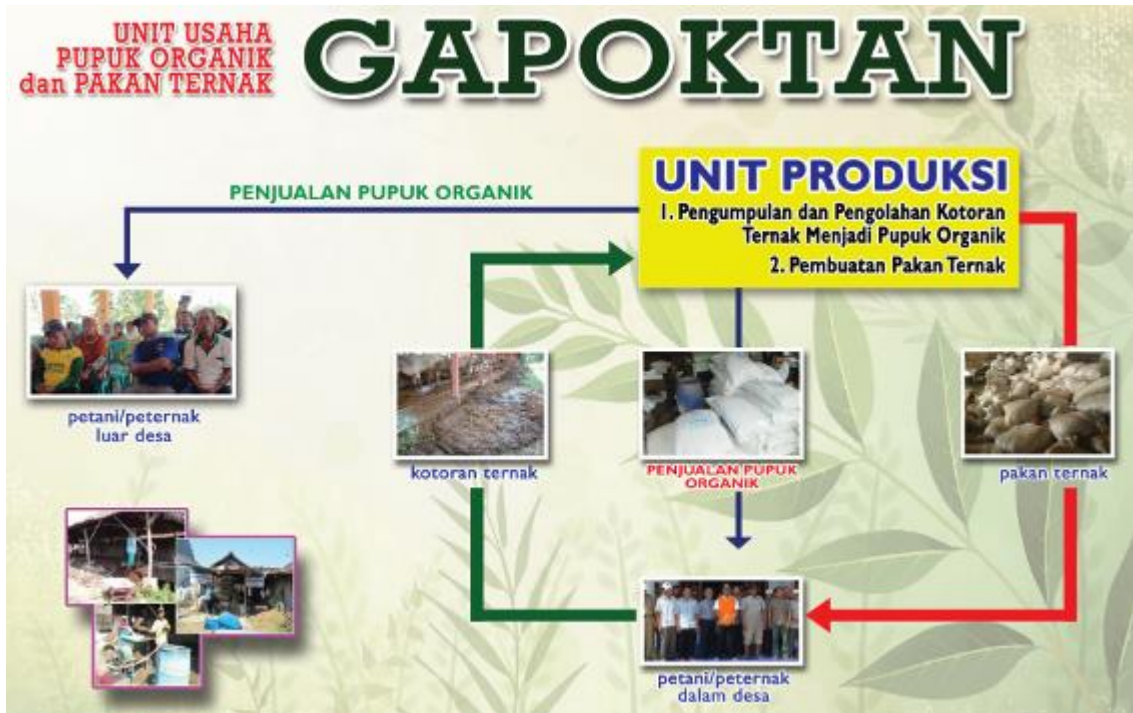 UNIT USAHA
PUPUK ORGANIK
dan PAKAN TERNAK
GAPOKTAN
UNIT PRODUKSI
1. Pengumpulan dan Pengolahan Kotoran
Ternak Menjadi Pupuk Organik
2. Pembuatan Pakan Ternak
PENJUALAN PUPUK ORGANIK
petani/peternak
luar desa
kotoran ternak
PENJUALAN PUPUK
ORGANIK
pakan ternak
petani/peternak
dalam desa